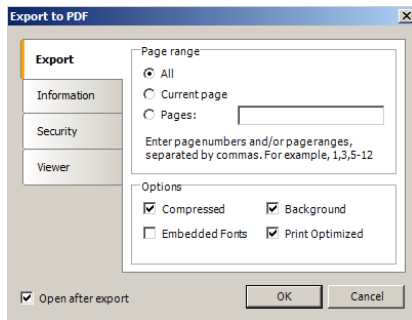 Export to PDF
Export
Information
Security
Viewer
Page range
All
Current page
Pages:
Enter pagenumbers and/or pageranges,
separated by commas. For example, 1,3,5-12
Options
Compressed
Background
Embedded Fonts
Print Optimized
Open after export
OK
Cancel